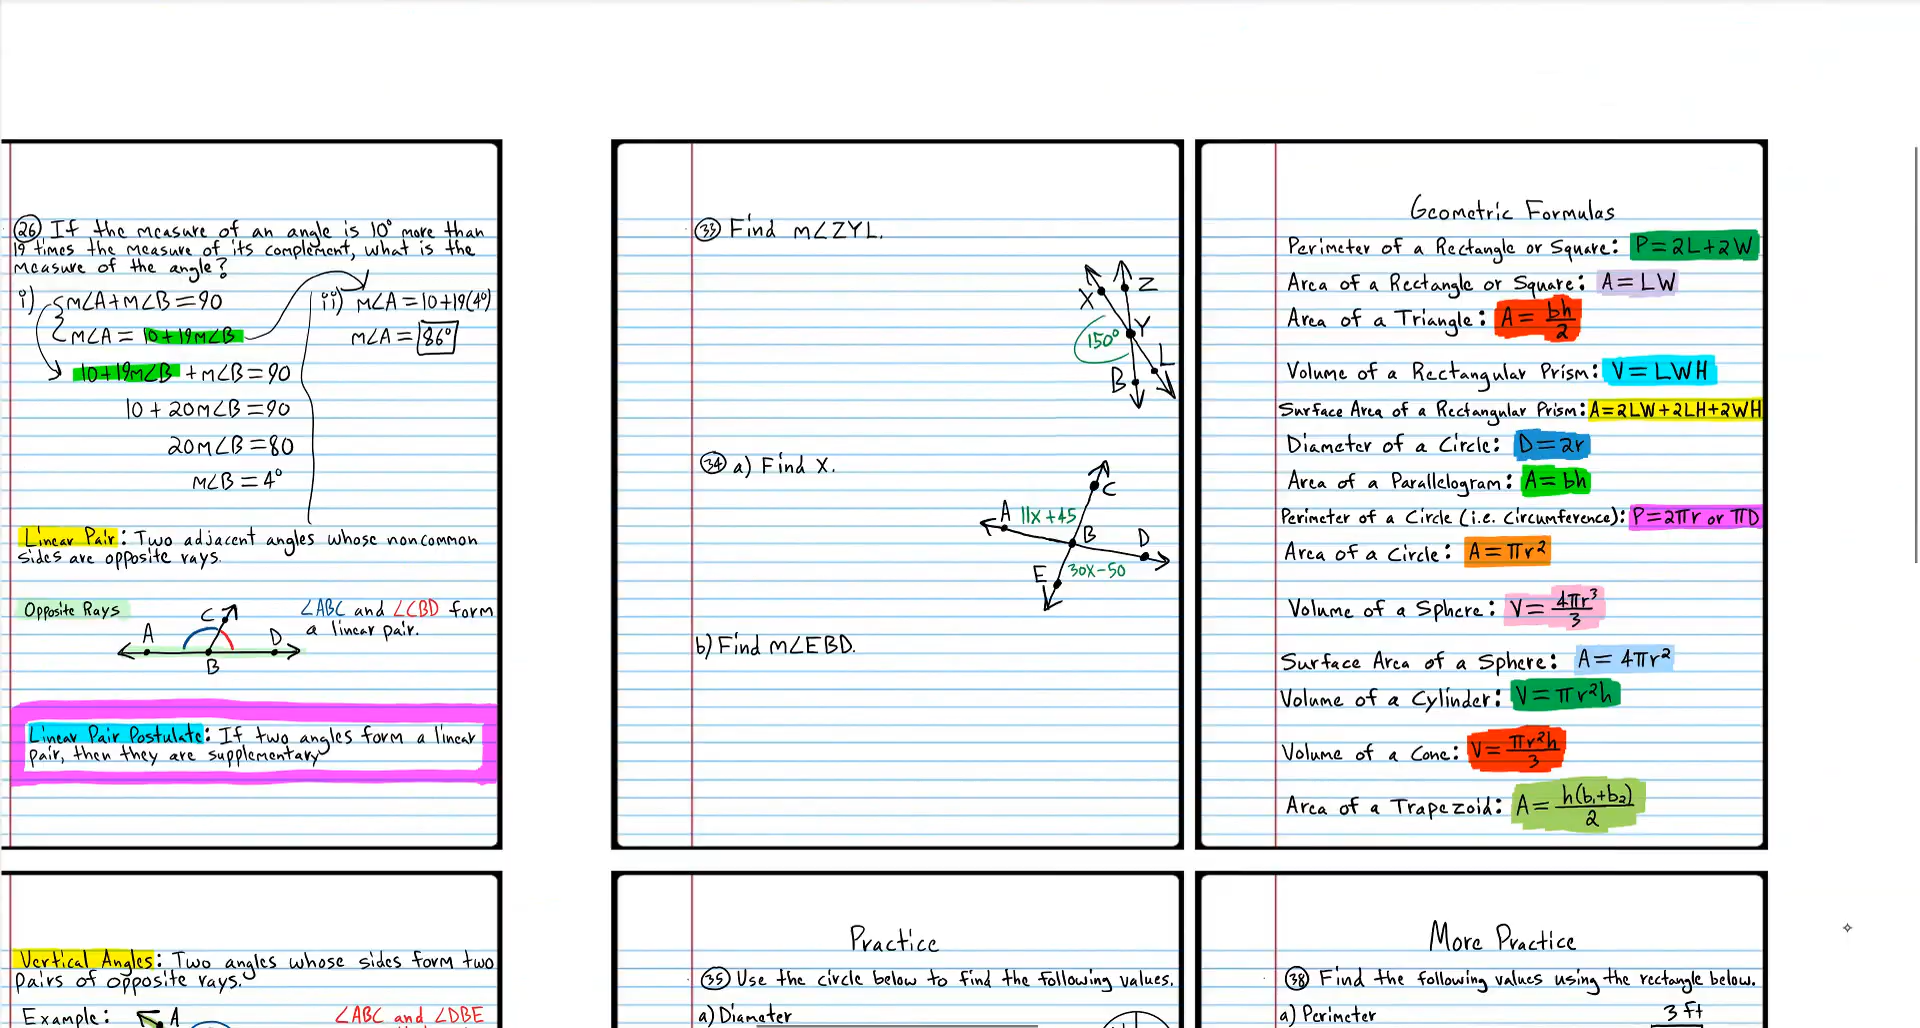 26 If the measure of an angle is 10° more than
19 times the measure of its complement, what is the
measure of the angle?
i) m∠A+m∠B=90
m∠A = 10+19m∠B
10+19m∠B +m∠B=90
10+20m∠B=90
20m∠B=80
m∠B=4°
ii) m∠A=10+19(4°)
m∠A= 86°
Linear Pair: Two adjacent angles whose noncommon
sides are opposite rays.
Opposite Rays
A
C
D
B
∠ABC and ∠CBD form
a linear pair.
Linear Pair Postulate: If two angles form a linear
pair, then they are supplementary
Vertical Angles: Two angles whose sides form two
pairs of opposite rays.
Example:
A
∠ABC and ∠DBE
33 Find m∠ZYL.
X
Z
Y
150°
L
B
34 a) Find X.
C
A 11x+45
B
D
E 30x-50
b) Find m∠EBD.
Practice
35 Use the circle below to find the following values.
a) Diameter
Geometric Formulas
Perimeter of a Rectangle or Square: P=2L+2W
Area of a Rectangle or Square: A=LW
Area of a Triangle: A= bh/2
Volume of a Rectangular Prism: V=LWH
Surface Area of a Rectangular Prism: A=2LW+2LH+2WH
Diameter of a Circle: D=2r
Area of a Parallelogram: A=bh
Perimeter of a Circle (i.e. Circumference): P=2πr or πD
Area of a Circle: A=πr²
Volume of a Sphere: V= 4πr³/3
Surface Area of a Sphere: A= 4πr²
Volume of a Cylinder: V=πr²h
Volume of a Cone: V= πr²h/3
Area of a Trapezoid: A= h(b₁+b₂)/2
More Practice
38 Find the following values using the rectangle below.
a) Perimeter
3 ft